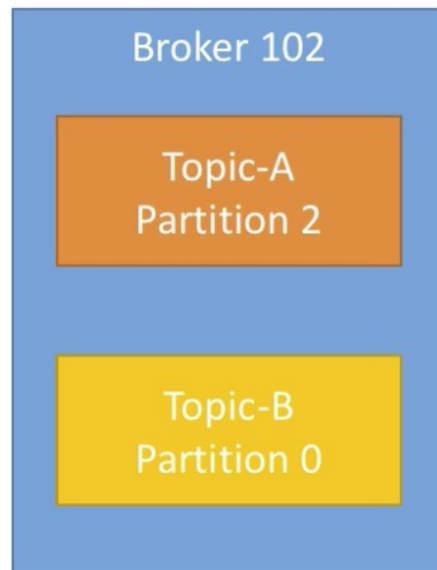 Broker 102
Topic-A
Partition 2
Topic-B
Partition 0